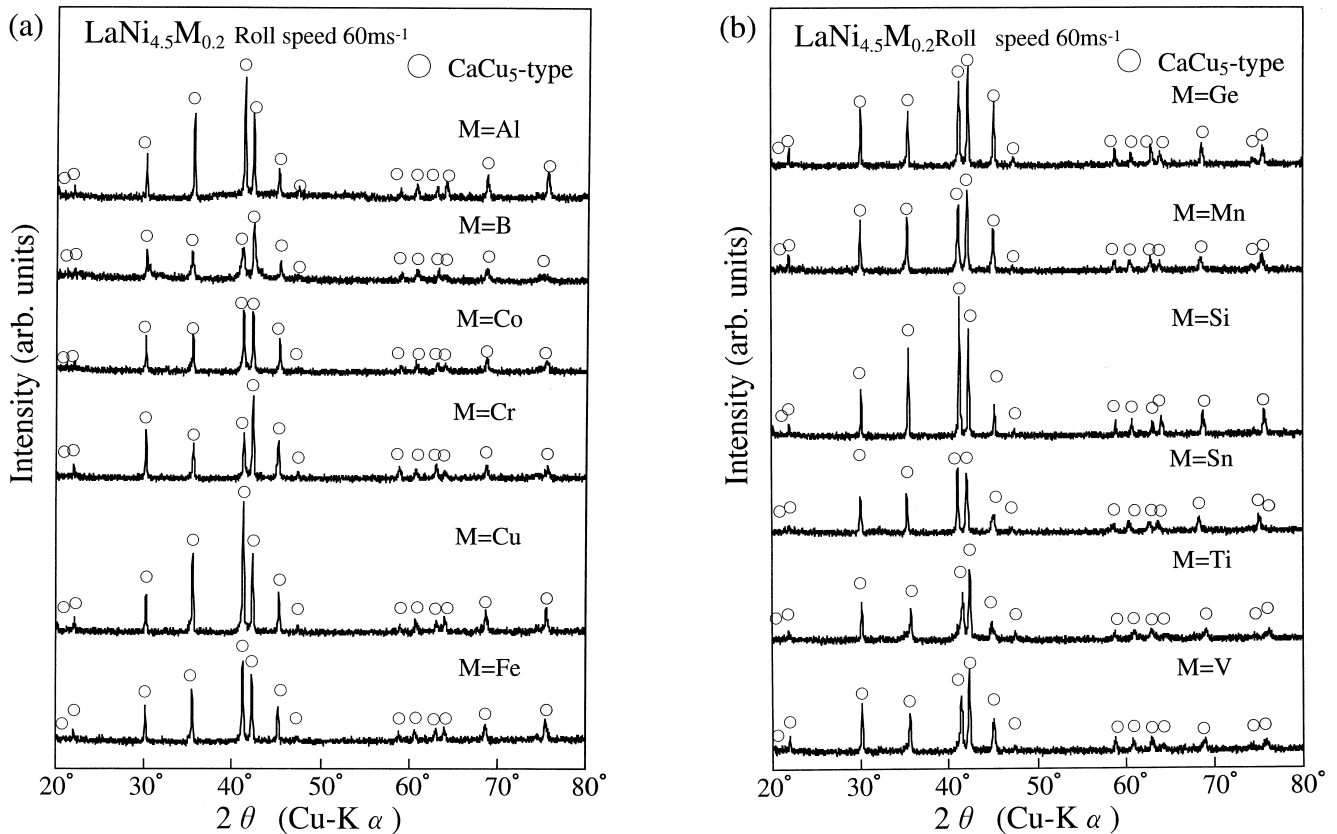 (a)
LaNi4.5M0.2 Roll speed 60ms-1
CaCu5-type
M=Al
M=B
M=Co
M=Cr
M=Cu
M=Fe
Intensity (arb. units)
20 30 40 50 60 70 80°
2 θ (Cu-K α)
(b)
LaNi4.5M0.2Roll speed 60ms-1
CaCu5-type
M=Ge
M=Mn
M=Si
M=Sn
M=Ti
M=V
Intensity (arb. units)
20° 30° 40° 50° 60° 70° 80°
2 θ (Cu-K α)